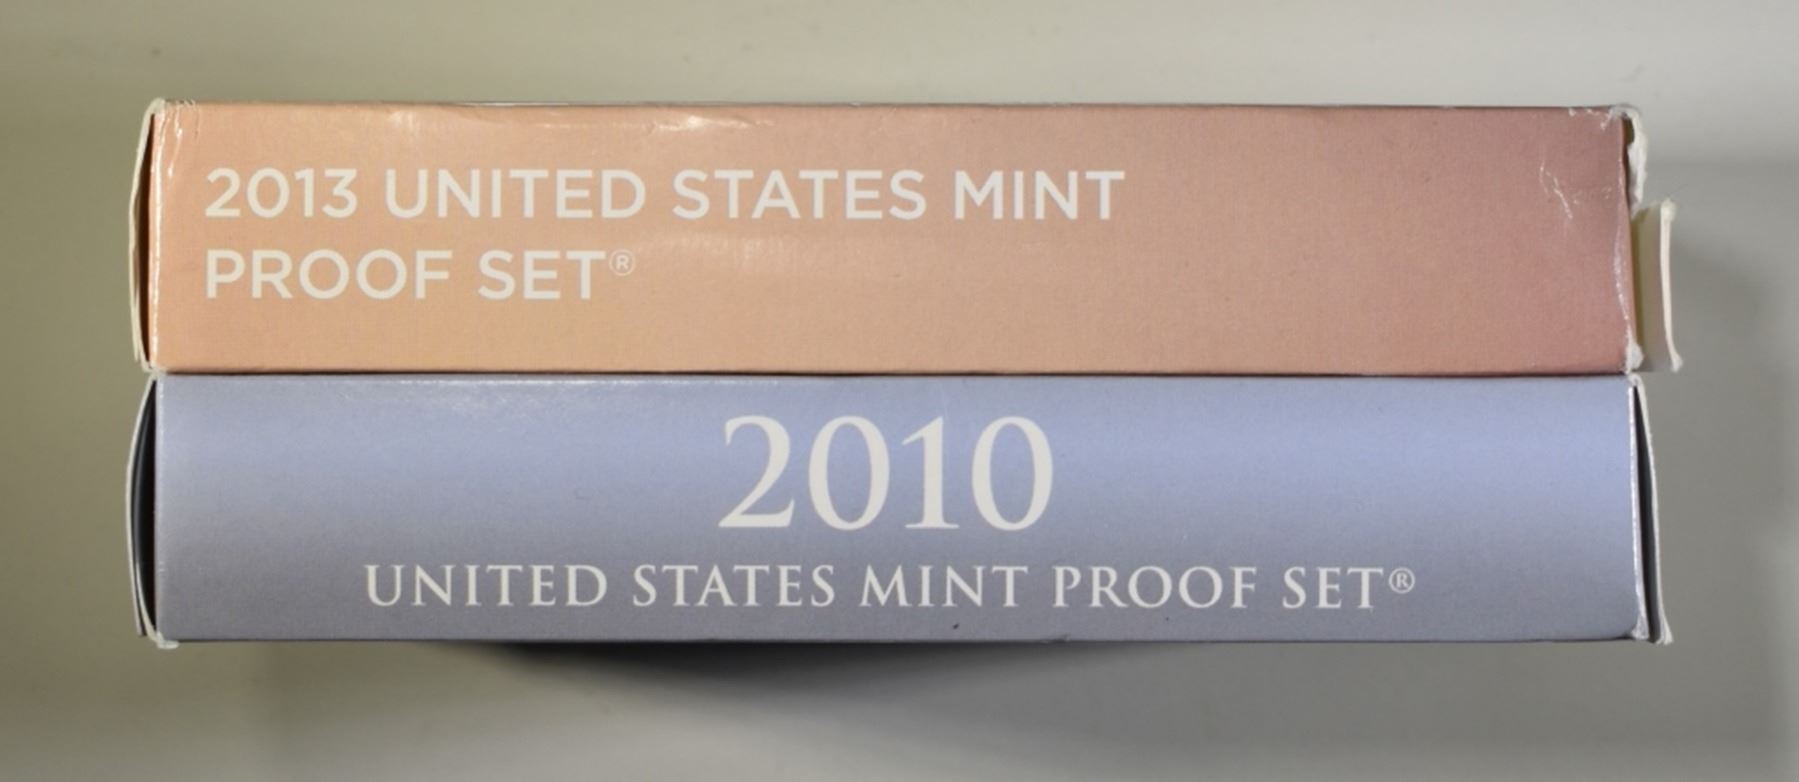 2013 UNITED STATES MINT
PROOF SET®
2010
UNITED STATES MINT PROOF SET®